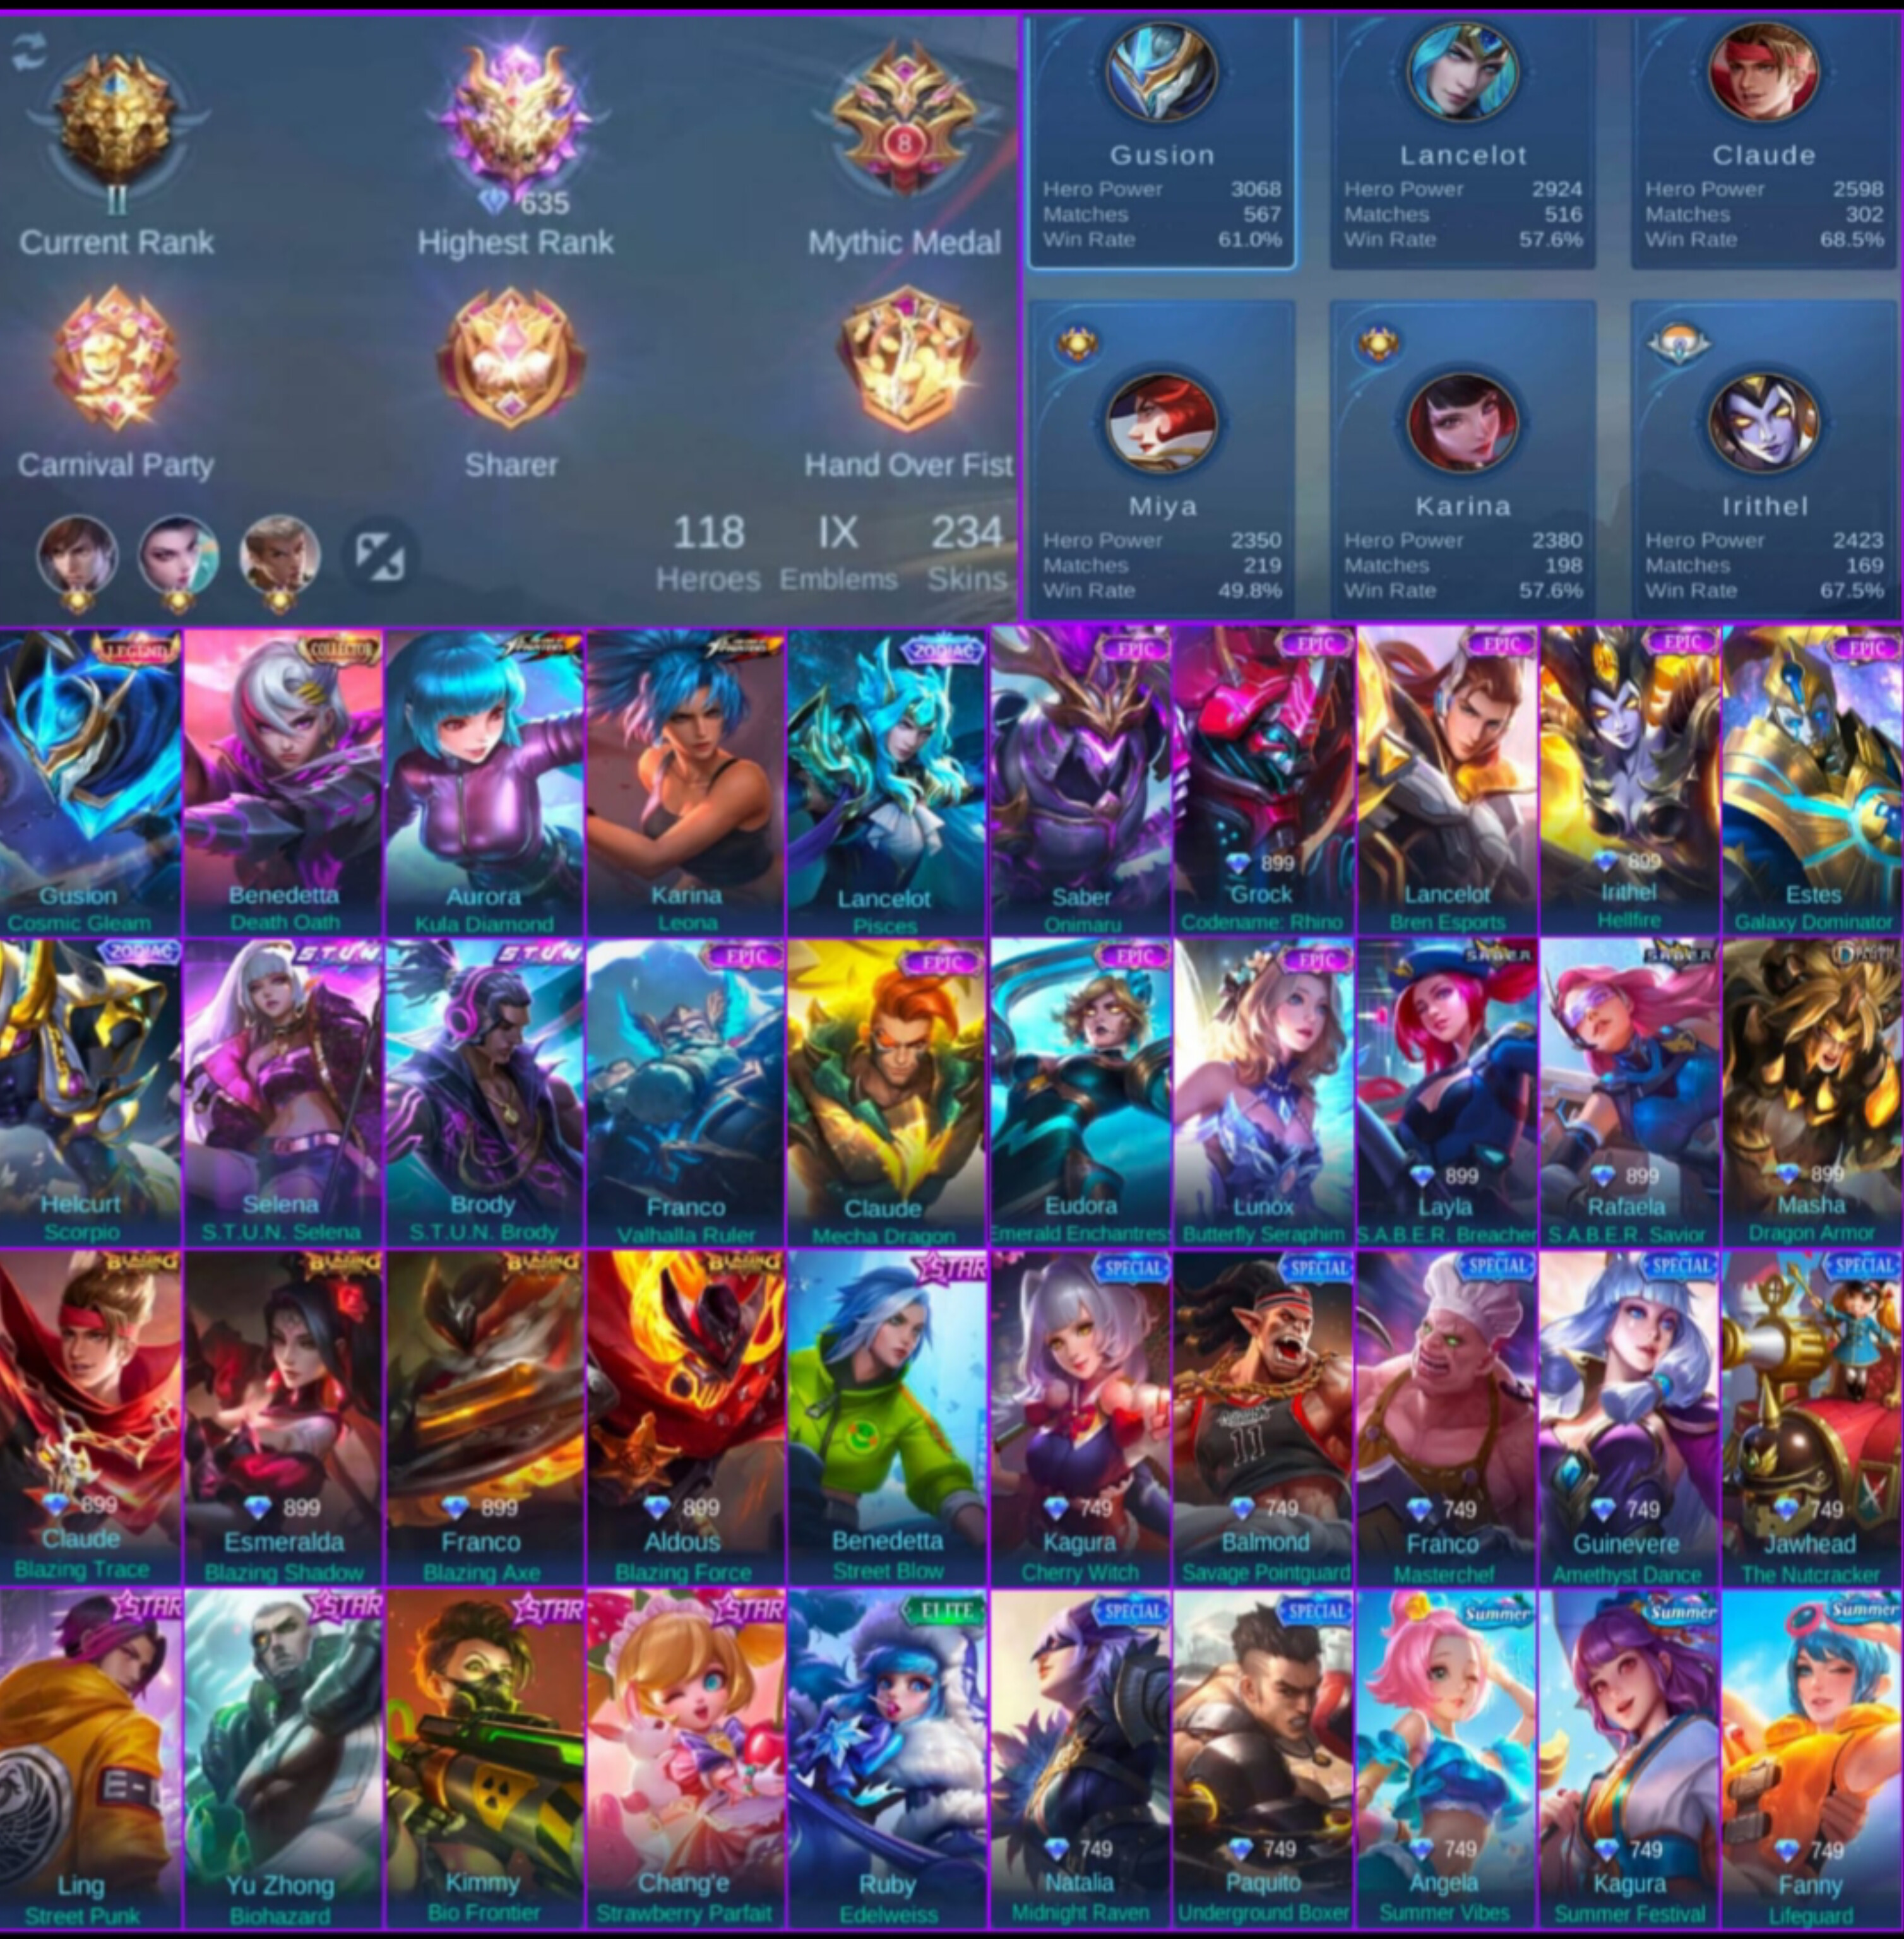 II
635
8
Current Rank
Highest Rank
Mythic Medal
Carnival Party
Sharer
Hand Over Fist
118
IX
234
Heroes
Emblems
Skins
Gusion
Hero Power 3068
Matches 567
Win Rate 61.0%
Lancelot
Hero Power 2924
Matches 516
Win Rate 57.6%
Claude
Hero Power 2598
Matches 302
Win Rate 68.5%
Miya
Hero Power 2350
Matches 219
Win Rate 49.8%
Karina
Hero Power 2380
Matches 198
Win Rate 57.6%
Irithel
Hero Power 2423
Matches 169
Win Rate 67.5%
LEGEND
Gusion
Cosmic Gleam
COLLECTOR
Benedetta
Death Oath
Aurora
Kula Diamond
Karina
Leona
ZODIAC
Lancelot
Pisces
EPIC
Saber
Onimaru
EPIC
899
Grock
Codename: Rhino
EPIC
Lancelot
Bren Esports
EPIC
899
Irithel
Hellfire
EPIC
Estes
Galaxy Dominator
ZODIAC
Helcurt
Scorpio
S.T.U.N.
Selena
S.T.U.N. Selena
S.T.U.N.
Brody
S.T.U.N. Brody
EPIC
Franco
Valhalla Ruler
EPIC
Claude
Mecha Dragon
EPIC
Eudora
Emerald Enchantress
EPIC
Lunox
Butterfly Seraphim
S.A.B.E.R.
899
Layla
S.A.B.E.R. Breacher
S.A.B.E.R.
899
Rafaela
S.A.B.E.R. Savior
899
Masha
Dragon Armor
BLAZING
899
Claude
Blazing Trace
BLAZING
899
Esmeralda
Blazing Shadow
BLAZING
899
Franco
Blazing Axe
BLAZING
899
Aldous
Blazing Force
STAR
Benedetta
Street Blow
SPECIAL
749
Kagura
Cherry Witch
SPECIAL
11
749
Balmond
Savage Pointguard
SPECIAL
749
Franco
Masterchef
SPECIAL
749
Guinevere
Amethyst Dance
SPECIAL
749
Jawhead
The Nutcracker
STAR
Ling
Street Punk
STAR
Yu Zhong
Biohazard
STAR
Kimmy
Bio Frontier
STAR
Chang'e
Strawberry Parfait
ELITE
Ruby
Edelweiss
SPECIAL
749
Natalia
Midnight Raven
SPECIAL
749
Paquito
Underground Boxer
Summer
749
Angela
Summer Vibes
Summer
749
Kagura
Summer Festival
Summer
749
Fanny
Lifeguard